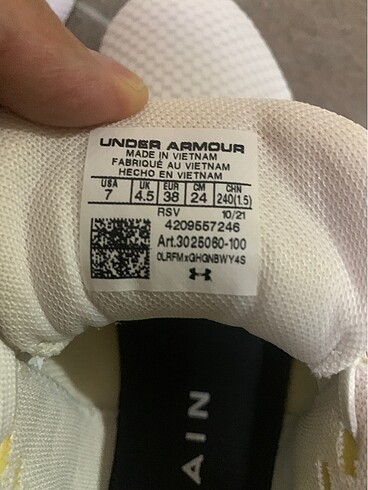 UNDER ARMOUR
MADE IN VIETNAM
FABRIQUÉ AU VIETNAM
HECHO EN VIETNAM
USA UK EUR CM CHN
7 4.5 38 24 240(1.5)
RSV 10/21
4209557246
Art.3025060-100
0LRFMxGHGNBWY4S
AIN